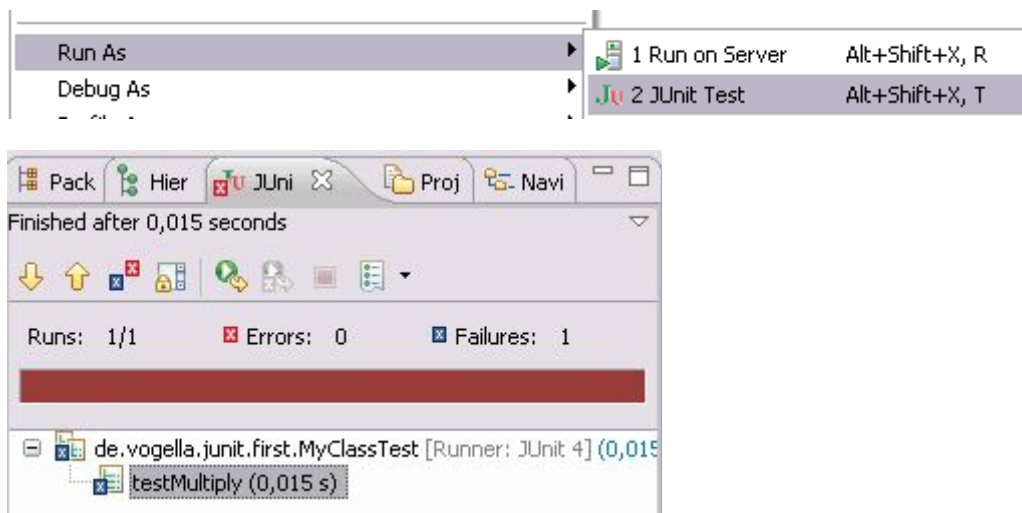 Run As
1 Run on Server Alt+Shift+X, R
Debug As
Ju 2 JUnit Test Alt+Shift+X, T
Pack Hier Ju JUni Proj Navi
Finished after 0,015 seconds
Runs: 1/1 Errors: 0 Failures: 1
de.vogella.junit.first.MyClassTest [Runner: JUnit 4] (0,015
testMultiply (0,015 s)